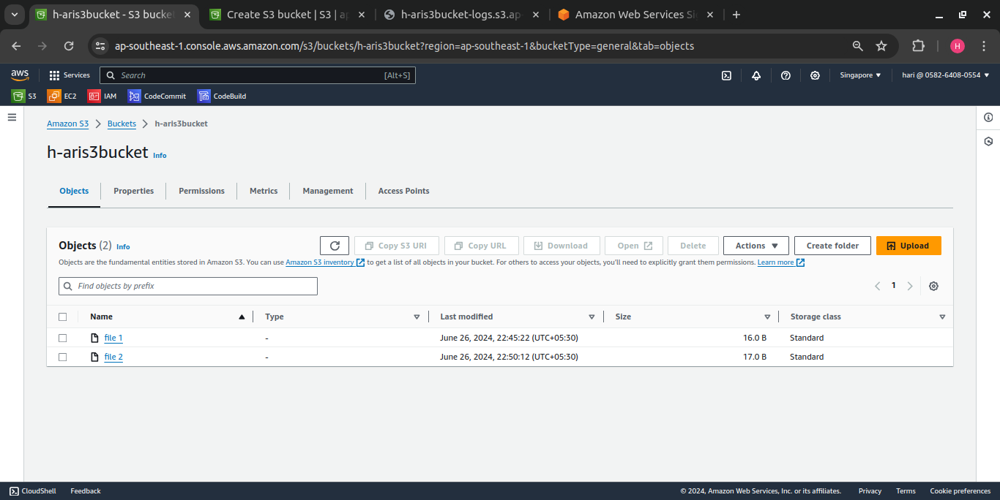 h-aris3bucket - S3 bucke
Create S3 bucket | S3 | ap
h-aris3bucket-logs.s3.ap-
Amazon Web Services Si
ap-southeast-1.console.aws.amazon.com/s3/buckets/h-aris3bucket?region=ap-southeast-1&bucketType=general&tab=objects
H
aws
Services
Search
[Alt+S]
Singapore
hari @ 0582-6408-0554
S3
EC2
IAM
CodeCommit
CodeBuild
Amazon S3
Buckets
h-aris3bucket
h-aris3bucket Info
Objects
Properties
Permissions
Metrics
Management
Access Points
Objects (2) Info
Copy S3 URI
Copy URL
Download
Open
Delete
Actions
Create folder
Upload
Objects are the fundamental entities stored in Amazon S3. You can use Amazon S3 inventory to get a list of all objects in your bucket. For others to access your objects, you'll need to explicitly grant them permissions. Learn more
Find objects by prefix
1
Name Type Last modified Size Storage class
file 1 - June 26, 2024, 22:45:22 (UTC+05:30) 16.0 B Standard
file 2 - June 26, 2024, 22:50:12 (UTC+05:30) 17.0 B Standard
CloudShell
Feedback
© 2024, Amazon Web Services, Inc. or its affiliates.
Privacy
Terms
Cookie preferences